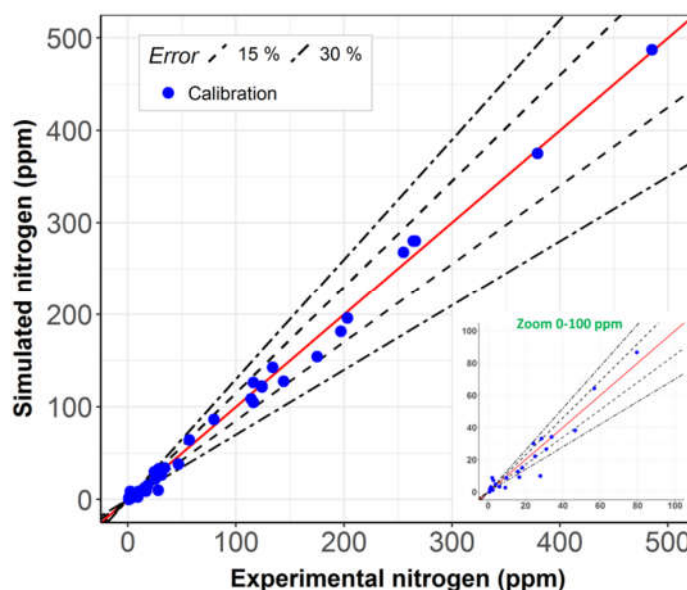 500
400
300
200
100
0
Simulated nitrogen (ppm)
Error 15 % 30 %
Calibration
Zoom 0-100 ppm
100
80
60
40
20
0
0 20 40 60 80 100
0 100 200 300 400 500
Experimental nitrogen (ppm)